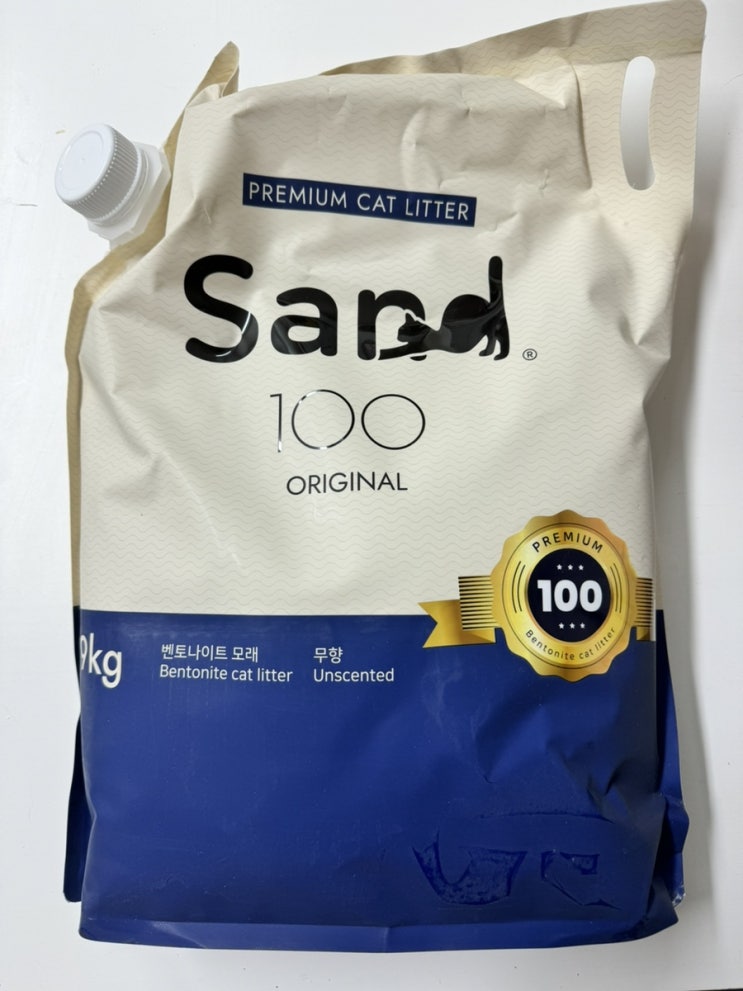 PREMIUM CAT LITTER
Sand®
100
ORIGINAL
PREMIUM
100
Bentonite cat litter
9kg
벤토나이트 모래
Bentonite cat litter
무향
Unscented